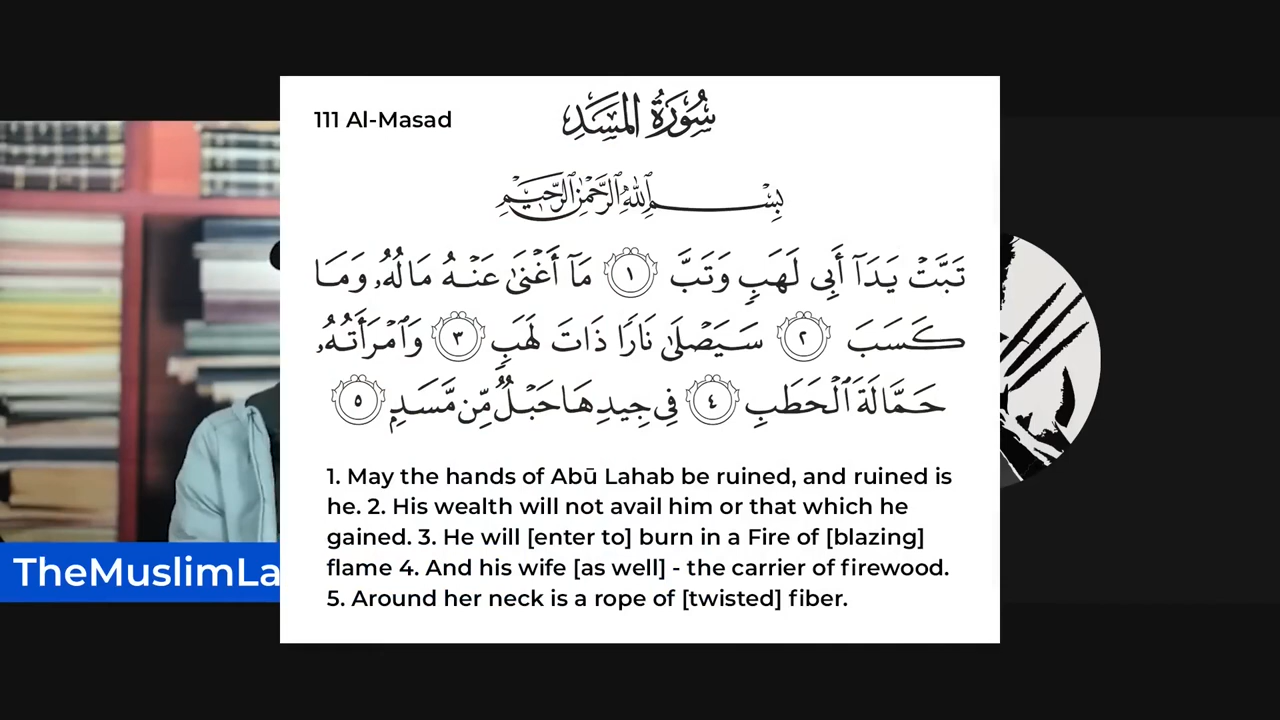 111 Al-Masad
سُورَةُ المَسَدِ
بِسْمِ ٱللَّهِ ٱلرَّحْمَٰنِ ٱلرَّحِيمِ
تَبَّتْ يَدَآ أَبِى لَهَبٍ وَتَبَّ ١ مَآ أَغْنَىٰ عَنْهُ مَالُهُۥ وَمَا
كَسَبَ ٢ سَيَصْلَىٰ نَارًا ذَاتَ لَهَبٍ ٣ وَٱمْرَأَتُهُۥ
حَمَّالَةَ ٱلْحَطَبِ ٤ فِى جِيدِهَا حَبْلٌ مِّن مَّسَدٍۭ ٥
1. May the hands of Abū Lahab be ruined, and ruined is
he. 2. His wealth will not avail him or that which he
gained. 3. He will [enter to] burn in a Fire of [blazing]
flame 4. And his wife [as well] - the carrier of firewood.
5. Around her neck is a rope of [twisted] fiber.
TheMuslimLa